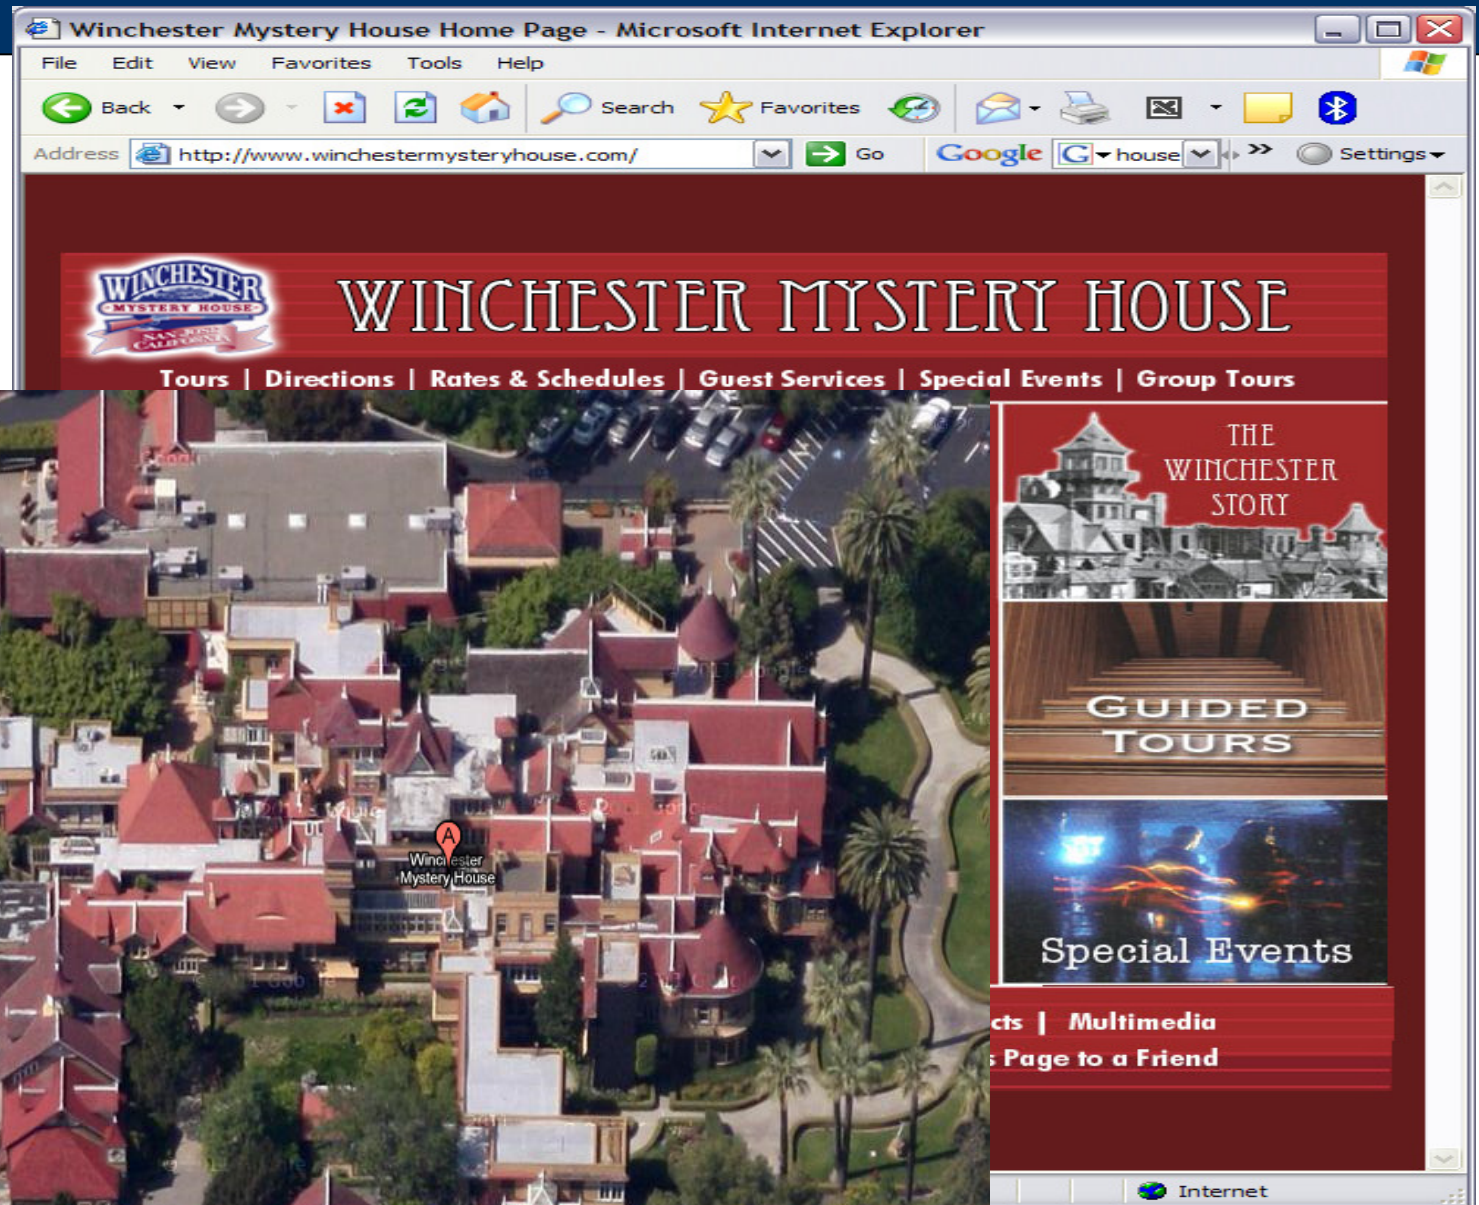 Winchester Mystery House Home Page - Microsoft Internet Explorer
File Edit View Favorites Tools Help
Back Search Favorites
Address http://www.winchestermysteryhouse.com/ Go Google G house >> Settings
WINCHESTER
MYSTERY HOUSE
SAN JOSE
CALIFORNIA
WINCHESTER MYSTERY HOUSE
Tours | Directions | Rates & Schedules | Guest Services | Special Events | Group Tours
THE
WINCHESTER
STORY
GUIDED
TOURS
A
Winchester
Mystery House
Special Events
cts | Multimedia
s Page to a Friend
Internet